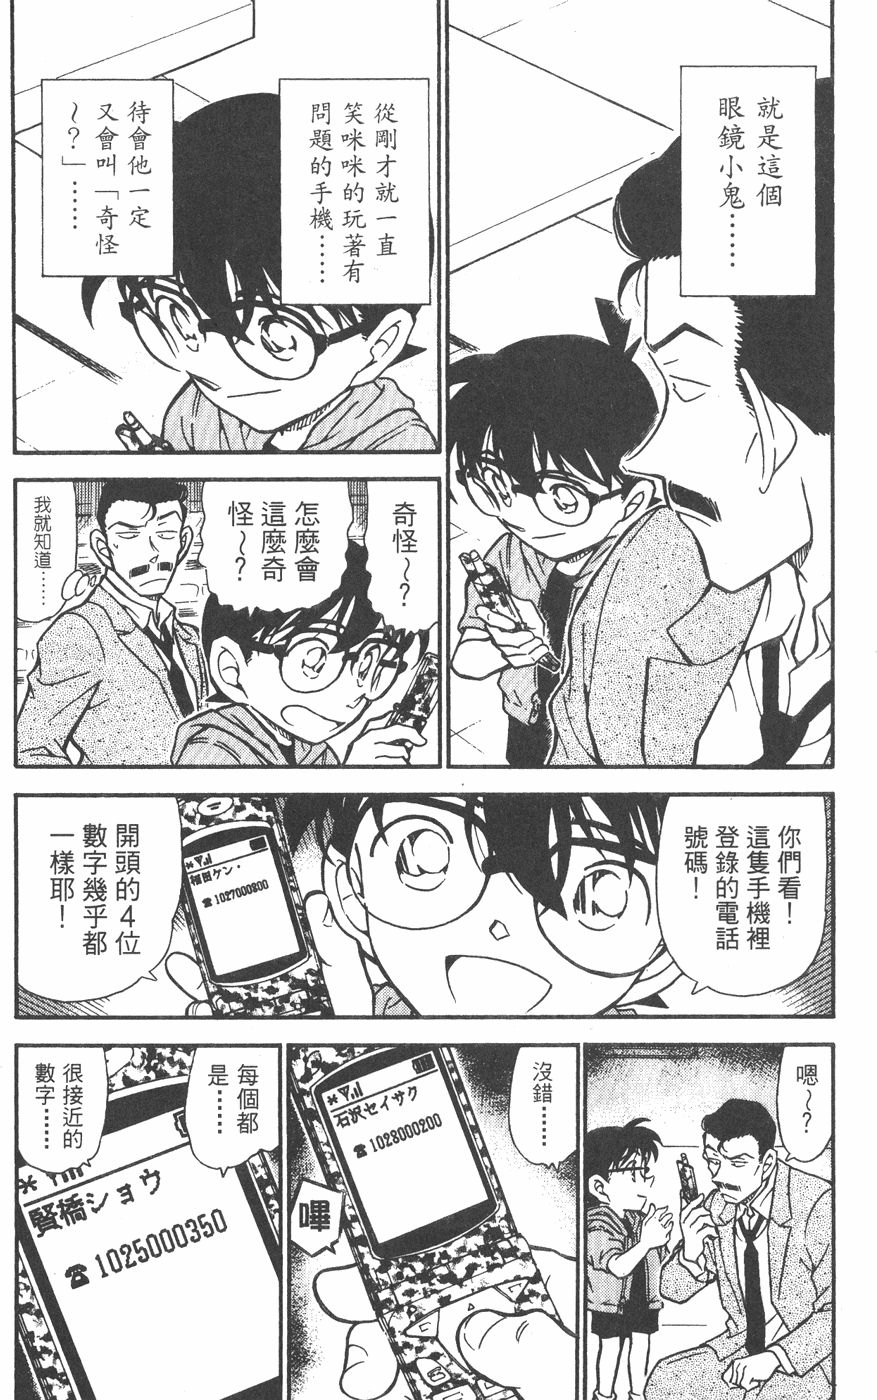 就是這個
眼鏡小鬼……
從剛才就一直
笑咪咪的玩著有
問題的手機……
待會他一定
又會叫「奇怪
～？」……
奇怪～？
怎麼會
這麼奇
怪～？
我就知道……
你們看！
這隻手機裡
登錄的電話
號碼！
福田ケン・
☎1027000800
開頭的4位
數字幾乎都
一樣耶！
嗯～？
沒錯……
石沢セイサク
☎1028000200
嗶
每個都
是……
很接近的
數字……
賢橋ショウ
☎1025000350